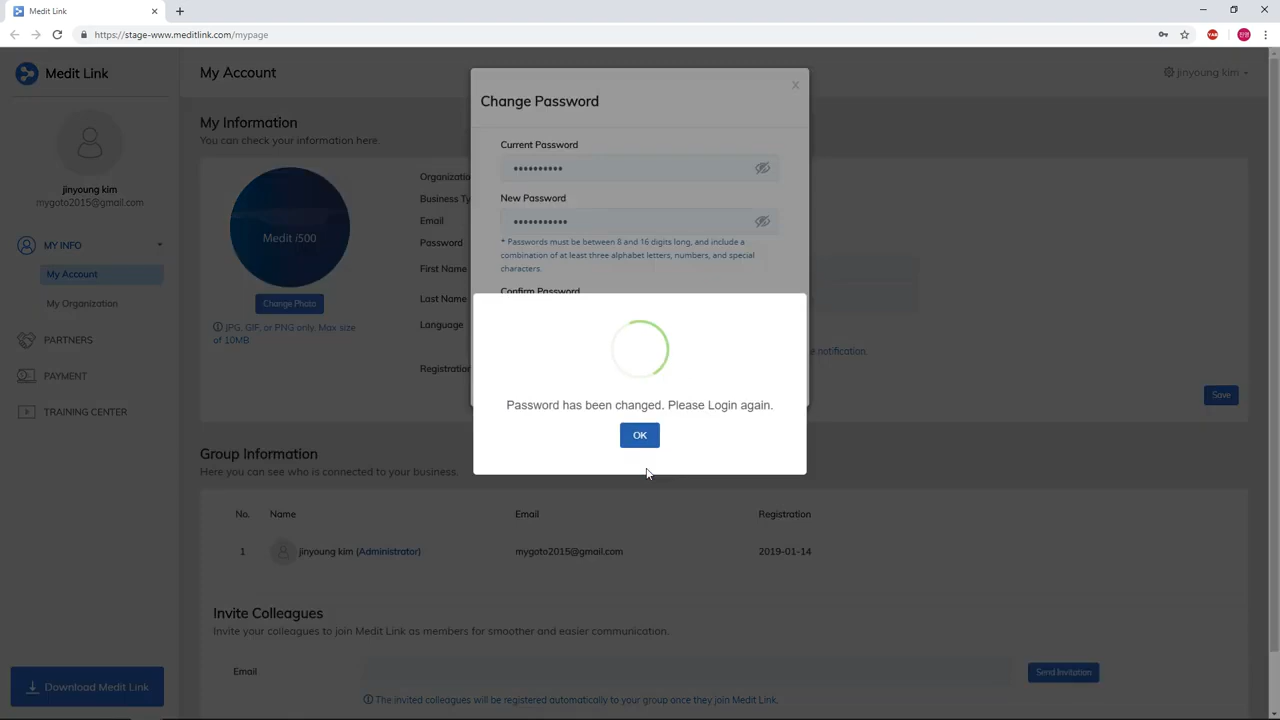 Medit Link
https://stage-www.meditlink.com/mypage
Medit Link
My Account
jinyoung kim
My Information
You can check your information here.
jinyoung kim
mygoto2015@gmail.com
MY INFO
My Account
My Organization
PARTNERS
PAYMENT
TRAINING CENTER
Download Medit Link
Medit i500
Change Photo
JPG, GIF, or PNG only. Max size
of 10MB
Business Ty
Email
Password
First Name
Last Name
Language
notification.
Save
Change Password
X
Current Password
••••••••••
New Password
•••••••••••
* Passwords must be between 8 and 16 digits long, and include a
combination of at least three alphabet letters, numbers, and special
characters.
Confirm Password
Password has been changed. Please Login again.
OK
Group Information
Here you can see who is connected to your business.
No. Name Email Registration
1 jinyoung kim (Administrator) mygoto2015@gmail.com 2019-01-14
Invite Colleagues
Invite your colleagues to join Medit Link as members for smoother and easier communication.
Email
Send Invitation
The invited colleagues will be registered automatically to your group once they join Medit Link.